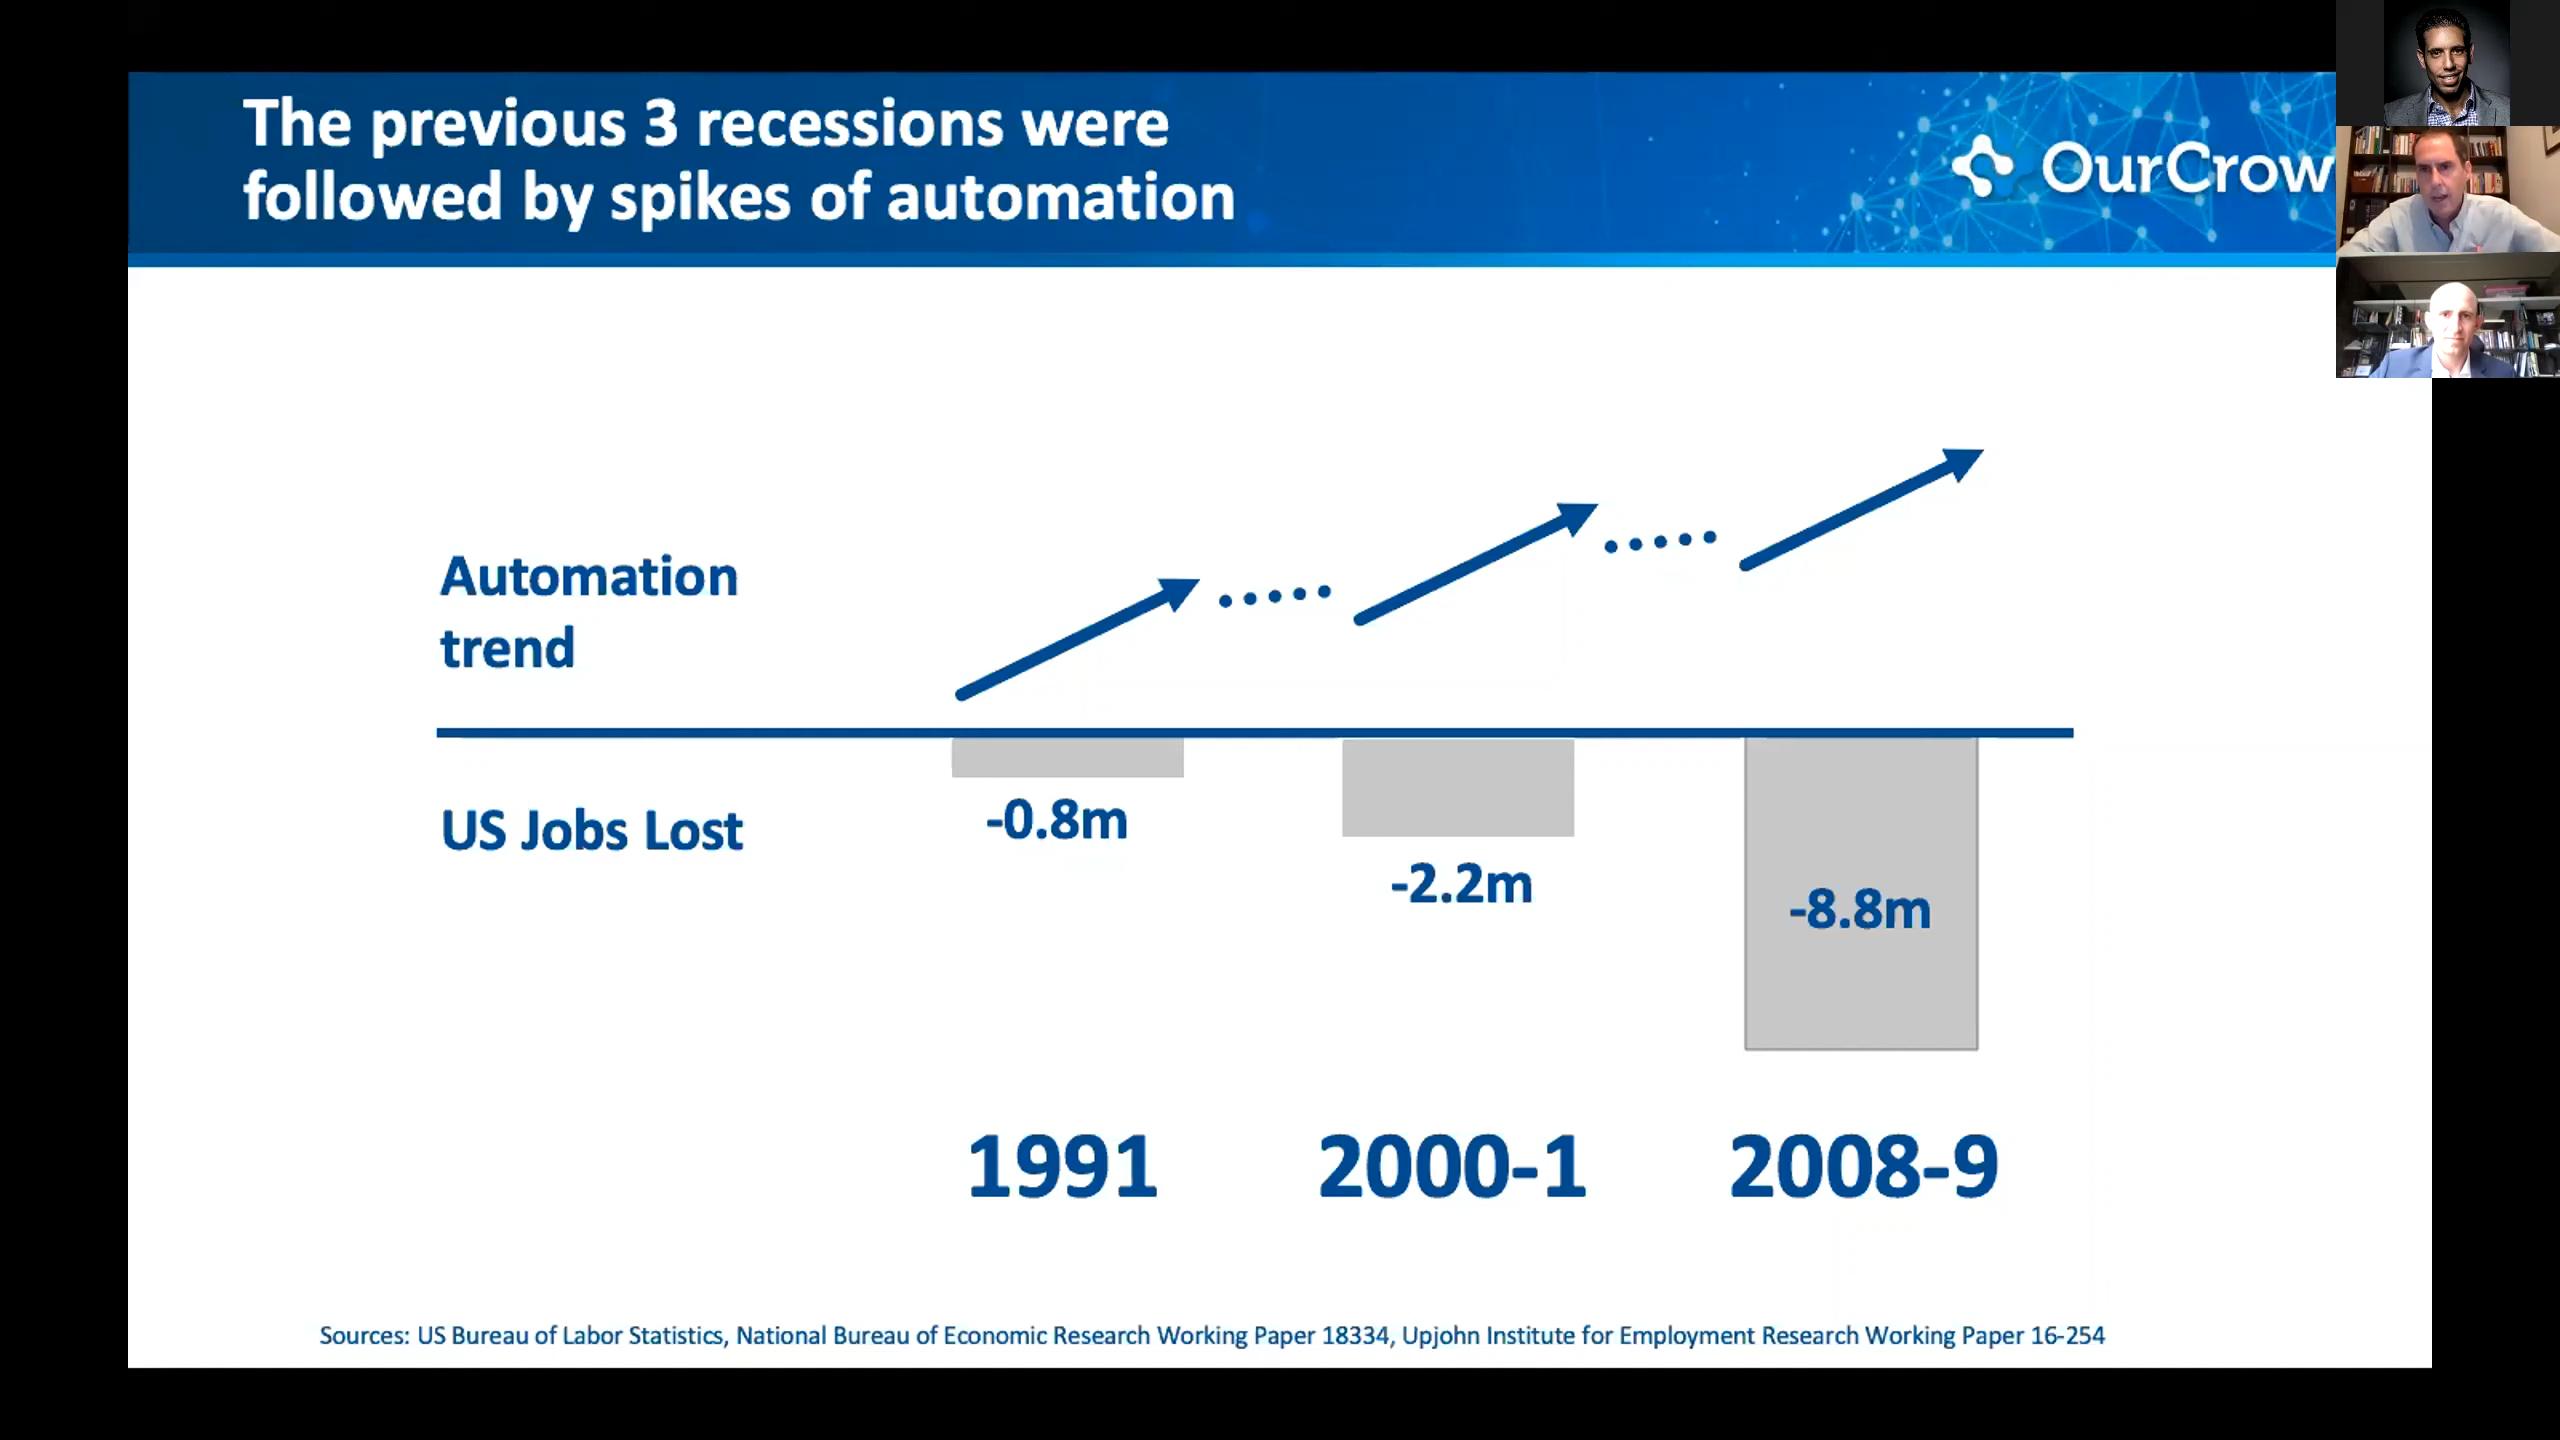 The previous 3 recessions were
followed by spikes of automation
OurCrow
Automation
trend
US Jobs Lost
-0.8m
-2.2m
-8.8m
1991
2000-1
2008-9
Sources: US Bureau of Labor Statistics, National Bureau of Economic Research Working Paper 18334, Upjohn Institute for Employment Research Working Paper 16-254